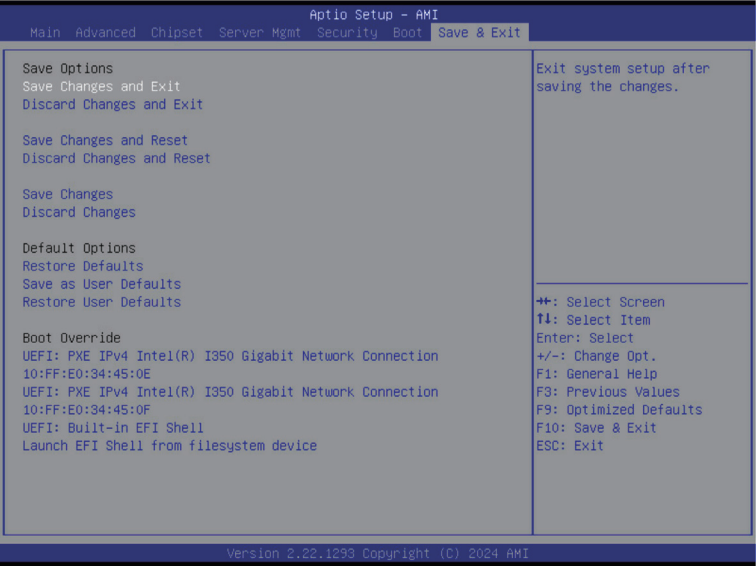 Aptio Setup – AMI
Main Advanced Chipset Server Mgmt Security Boot Save & Exit
Save Options
Save Changes and Exit
Discard Changes and Exit
Save Changes and Reset
Discard Changes and Reset
Save Changes
Discard Changes
Default Options
Restore Defaults
Save as User Defaults
Restore User Defaults
Boot Override
UEFI: PXE IPv4 Intel(R) I350 Gigabit Network Connection
10:FF:E0:34:45:0E
UEFI: PXE IPv4 Intel(R) I350 Gigabit Network Connection
10:FF:E0:34:45:0F
UEFI: Built-in EFI Shell
Launch EFI Shell from filesystem device
Exit system setup after
saving the changes.
→←: Select Screen
↑↓: Select Item
Enter: Select
+/-: Change Opt.
F1: General Help
F3: Previous Values
F9: Optimized Defaults
F10: Save & Exit
ESC: Exit
Version 2.22.1293 Copyright (C) 2024 AMI